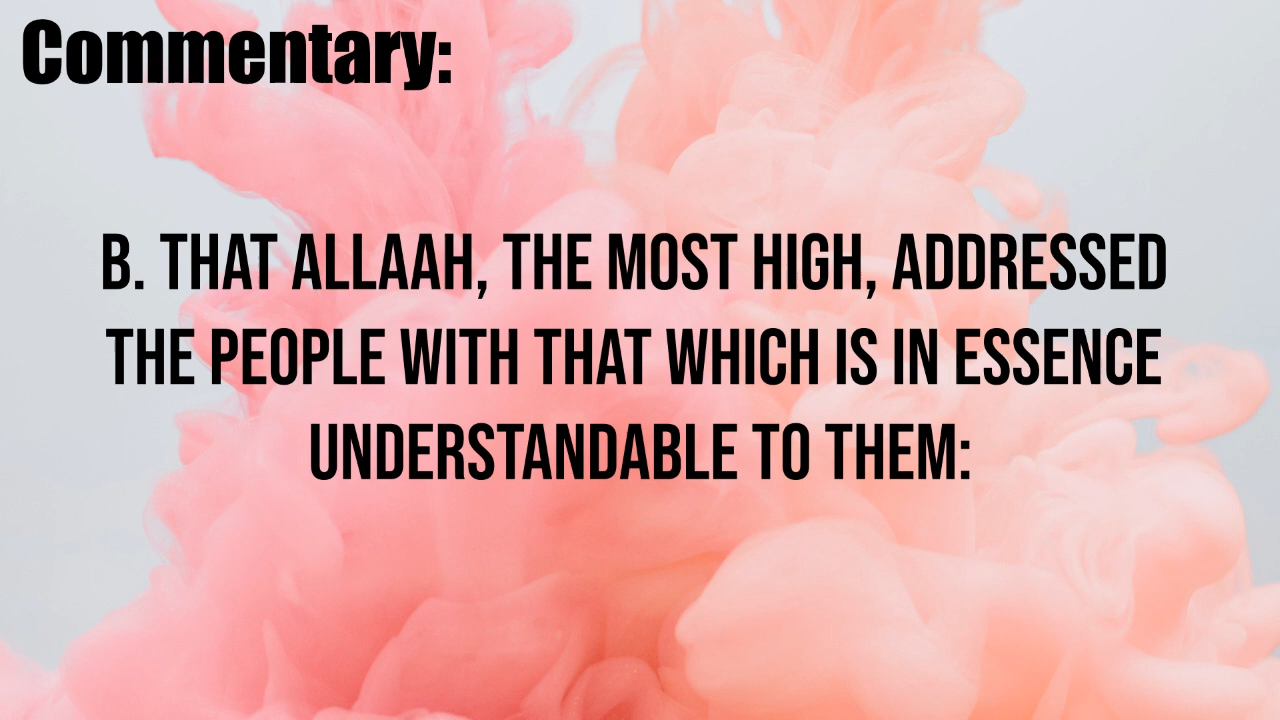 Commentary:
B. THAT ALLAAH, THE MOST HIGH, ADDRESSED
THE PEOPLE WITH THAT WHICH IS IN ESSENCE
UNDERSTANDABLE TO THEM: